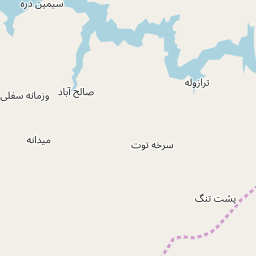 سیمین دره
ترازوله
صالح آباد
وزمانه سفلی
میدانه
سرخه توت
پشت تنگ